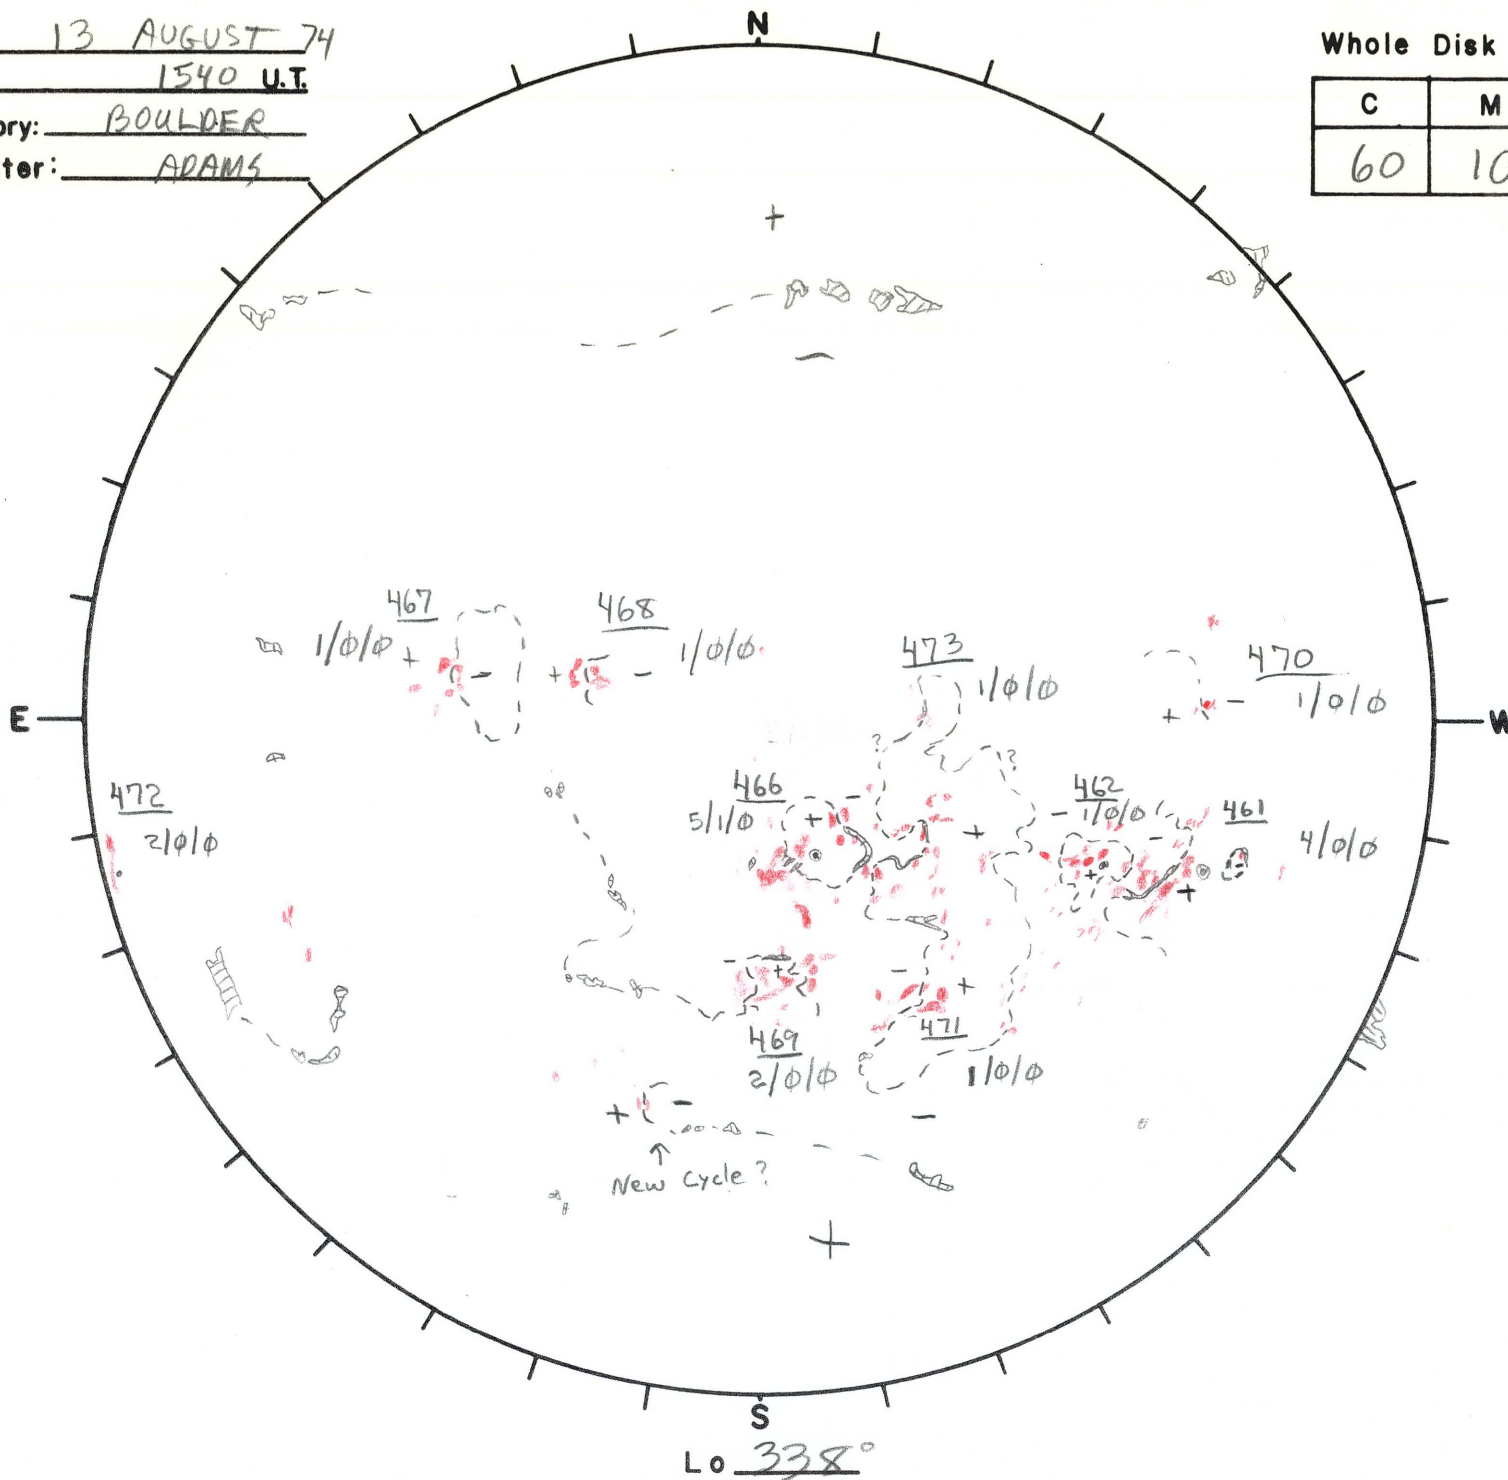 13 AUGUST 74
1540 U.T.
ory: BOULDER
ter: ADAMS
Whole Disk
C M
60 10
N
+
−
467
1/ϕ/ϕ + −
468
+ − 1/ϕ/ϕ
473
1/ϕ/ϕ
470
1/0/ϕ
+ −
E
W
? ?
472
2/ϕ/ϕ
466
5/1/ϕ
+ −
+
462
− 1/ϕ/ϕ
+ −
461
4/ϕ/ϕ
+ −
− +
469
2/ϕ/ϕ
− +
471
1/ϕ/ϕ
+ −
−
↑
New Cycle ?
+
S
Lo 338°